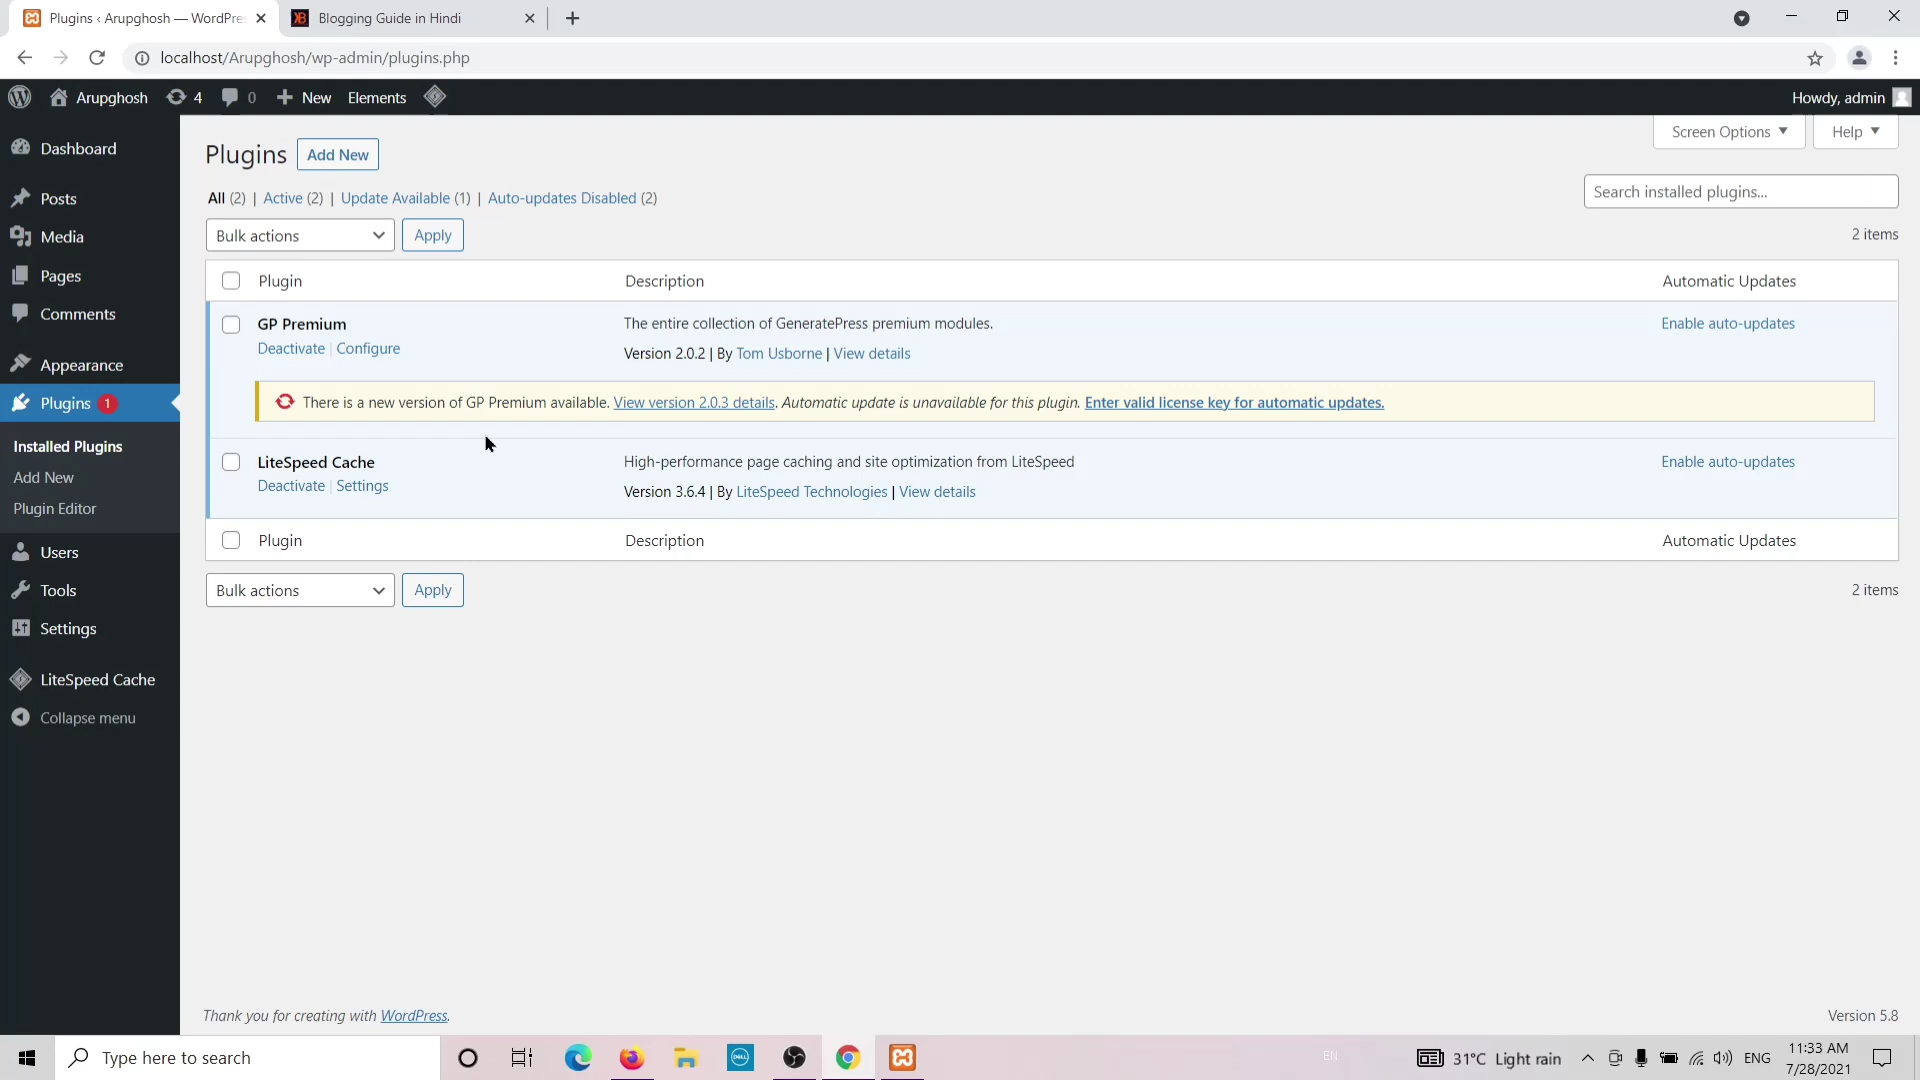 Plugins ‹ Arupghosh — WordPre
Blogging Guide in Hindi
localhost/Arupghosh/wp-admin/plugins.php
Arupghosh
4
0
New
Elements
Howdy, admin
Dashboard
Posts
Media
Pages
Comments
Appearance
Plugins 1
Installed Plugins
Add New
Plugin Editor
Users
Tools
Settings
LiteSpeed Cache
Collapse menu
Screen Options
Help
Plugins
Add New
All (2) | Active (2) | Update Available (1) | Auto-updates Disabled (2)
Search installed plugins...
Bulk actions
Apply
2 items
Plugin
Description
Automatic Updates
GP Premium
Deactivate | Configure
The entire collection of GeneratePress premium modules.
Version 2.0.2 | By Tom Usborne | View details
Enable auto-updates
There is a new version of GP Premium available. View version 2.0.3 details. Automatic update is unavailable for this plugin. Enter valid license key for automatic updates.
LiteSpeed Cache
Deactivate | Settings
High-performance page caching and site optimization from LiteSpeed
Version 3.6.4 | By LiteSpeed Technologies | View details
Enable auto-updates
Plugin
Description
Automatic Updates
Bulk actions
Apply
2 items
Thank you for creating with WordPress.
Version 5.8
Type here to search
DELL
EN
31°C Light rain
ENG
11:33 AM
7/28/2021